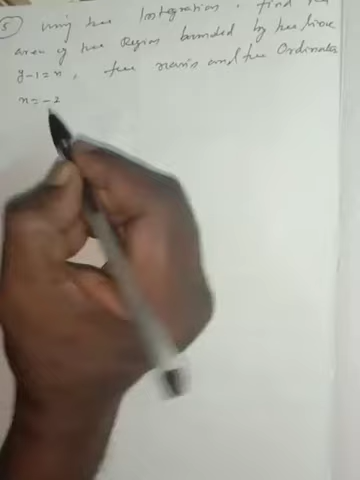 5) Using the Integration, find the
area of the Region bounded by the line
y-1=x, the x axis and the Ordinates
x=-2